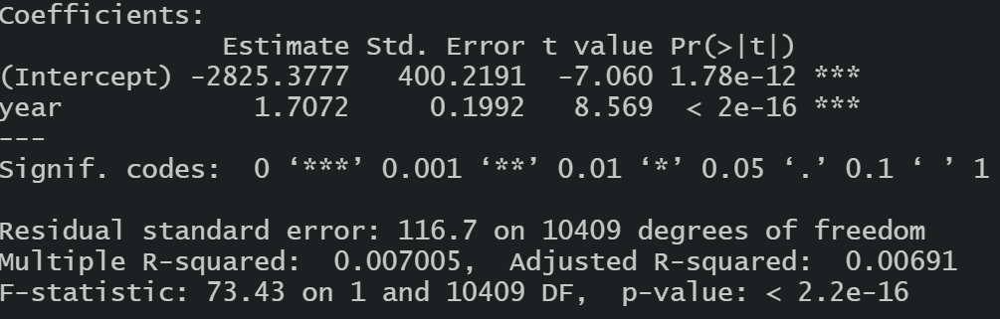 Coefficients:
              Estimate Std. Error t value Pr(>|t|)
(Intercept) -2825.3777   400.2191  -7.060 1.78e-12 ***
year            1.7072     0.1992   8.569  < 2e-16 ***
---
Signif. codes:  0 ‘***’ 0.001 ‘**’ 0.01 ‘*’ 0.05 ‘.’ 0.1 ‘ ’ 1

Residual standard error: 116.7 on 10409 degrees of freedom
Multiple R-squared:  0.007005,	Adjusted R-squared:  0.00691
F-statistic: 73.43 on 1 and 10409 DF,  p-value: < 2.2e-16